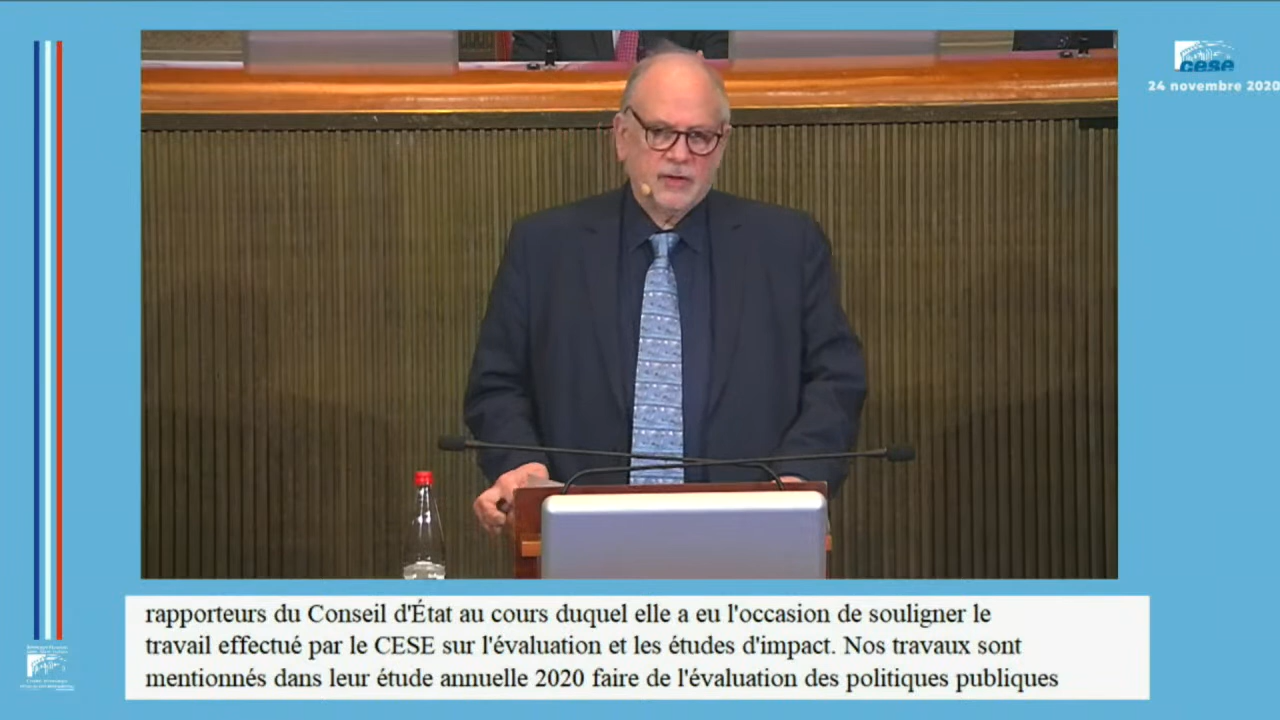 cese
24 novembre 2020
rapporteurs du Conseil d'État au cours duquel elle a eu l'occasion de souligner le
travail effectué par le CESE sur l'évaluation et les études d'impact. Nos travaux sont
mentionnés dans leur étude annuelle 2020 faire de l'évaluation des politiques publiques